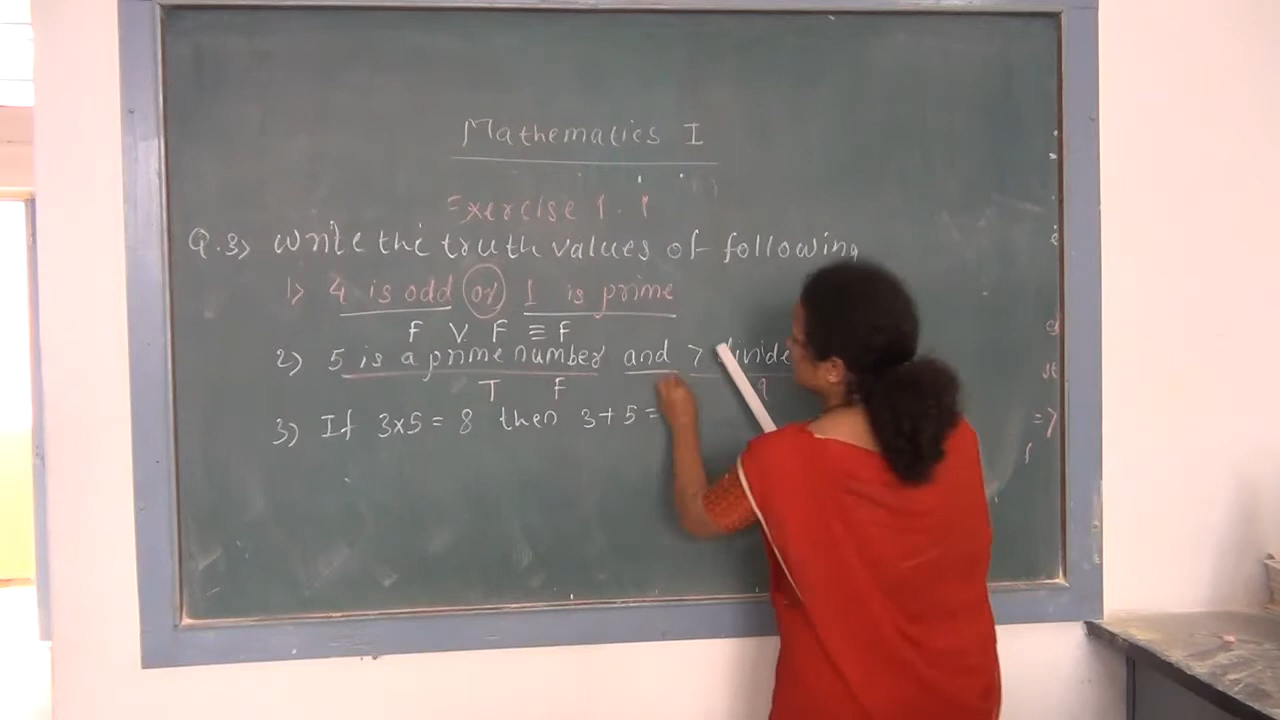 Mathematics I
Exercise 1.1
Q.3) Write the truth values of following
1) 4 is odd or 1 is prime
F V F ≡ F
2) 5 is a prime number and 7 divide
T F q
3) If 3x5 = 8 then 3+5 =
=>